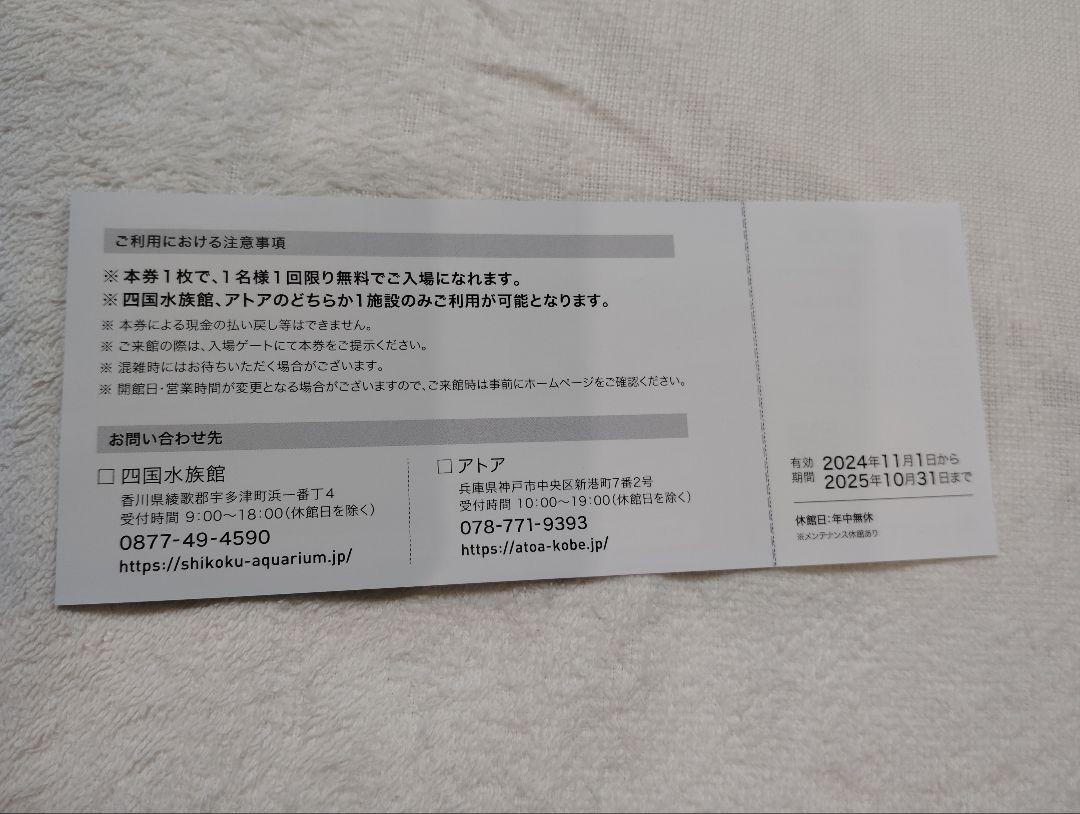 ご利用における注意事項
※本券1枚で、1名様1回限り無料でご入場になれます。
※四国水族館、アトアのどちらか1施設のみご利用が可能となります。
※ 本券による現金の払い戻し等はできません。
※ ご来館の際は、入場ゲートにて本券をご提示ください。
※ 混雑時にはお待ちいただく場合がございます。
※ 開館日・営業時間が変更となる場合がございますので、ご来館時は事前にホームページをご確認ください。
お問い合わせ先
□ 四国水族館
香川県綾歌郡宇多津町浜一番丁4
受付時間 9:00〜18:00(休館日を除く)
0877-49-4590
https://shikoku-aquarium.jp/
□ アトア
兵庫県神戸市中央区新港町7番2号
受付時間 10:00〜19:00(休館日を除く)
078-771-9393
https://atoa-kobe.jp/
有効期間
2024年11月1日から
2025年10月31日まで
休館日:年中無休
※メンテナンス休館あり